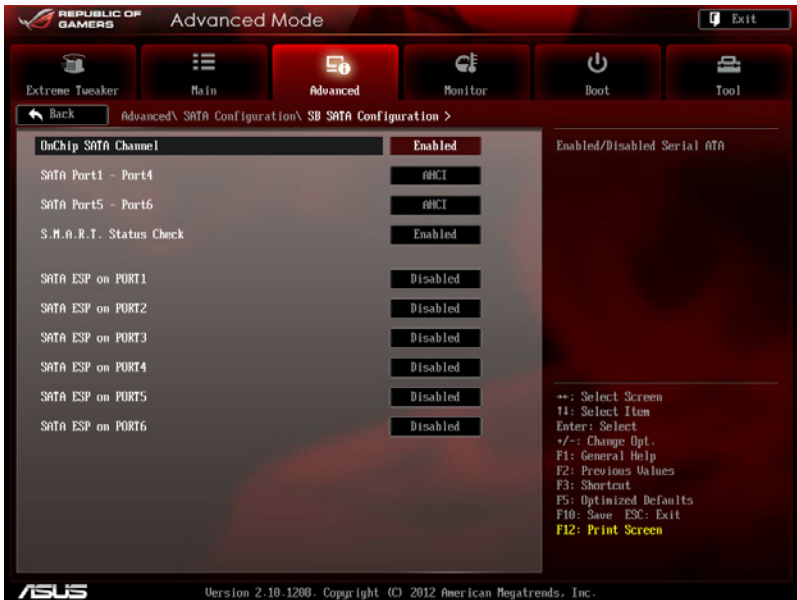 REPUBLIC OF GAMERS
Advanced Mode
Exit
Extreme Tweaker
Main
Advanced
Monitor
Boot
Tool
Back
Advanced\ SATA Configuration\ SB SATA Configuration >
OnChip SATA Channel Enabled
SATA Port1 - Port4 AHCI
SATA Port5 - Port6 AHCI
S.M.A.R.T. Status Check Enabled
SATA ESP on PORT1 Disabled
SATA ESP on PORT2 Disabled
SATA ESP on PORT3 Disabled
SATA ESP on PORT4 Disabled
SATA ESP on PORT5 Disabled
SATA ESP on PORT6 Disabled
Enabled/Disabled Serial ATA
→←: Select Screen
↑↓: Select Item
Enter: Select
+/-: Change Opt.
F1: General Help
F2: Previous Values
F3: Shortcut
F5: Optimized Defaults
F10: Save ESC: Exit
F12: Print Screen
ASUS
Version 2.10.1208. Copyright (C) 2012 American Megatrends, Inc.